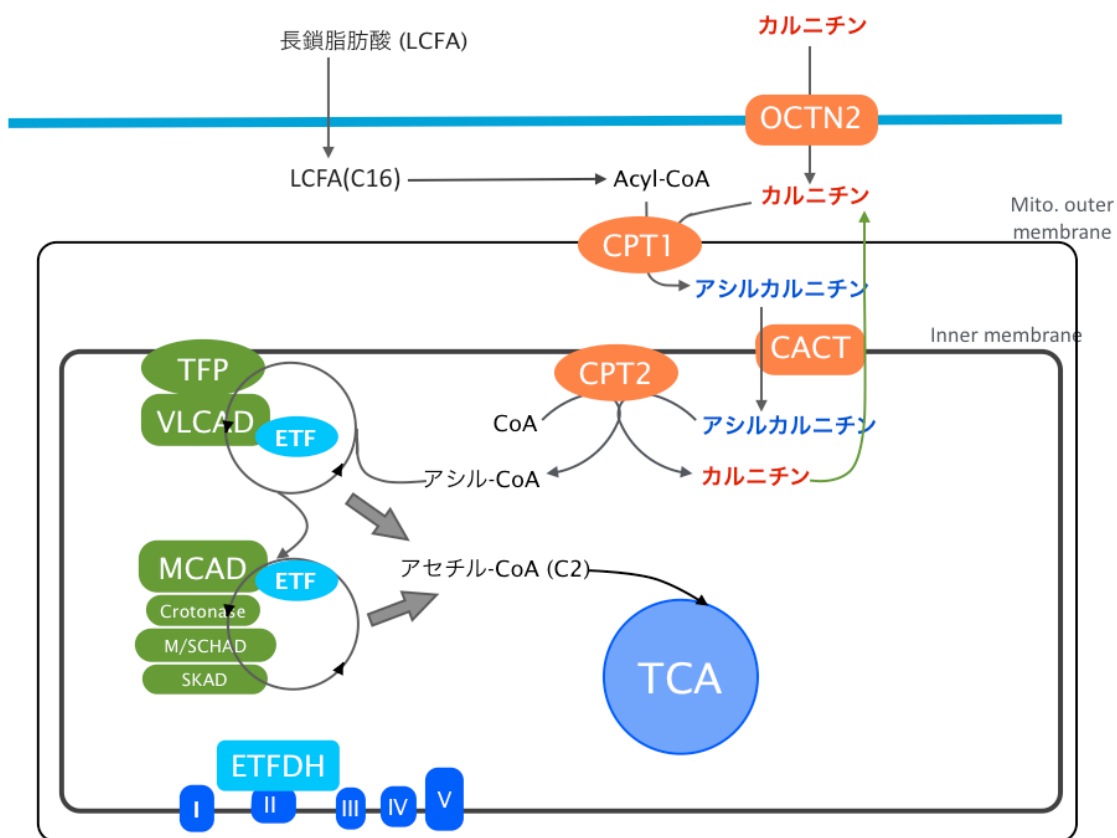 カルニチン
長鎖脂肪酸 (LCFA)
OCTN2
LCFA(C16)
Acyl-CoA
カルニチン
Mito. outer
membrane
CPT1
アシルカルニチン
Inner membrane
CACT
TFP
CPT2
VLCAD
ETF
CoA
アシルカルニチン
アシル-CoA
カルニチン
MCAD
ETF
アセチル-CoA (C2)
Crotonase
M/SCHAD
SKAD
TCA
ETFDH
I
II
III
IV
V